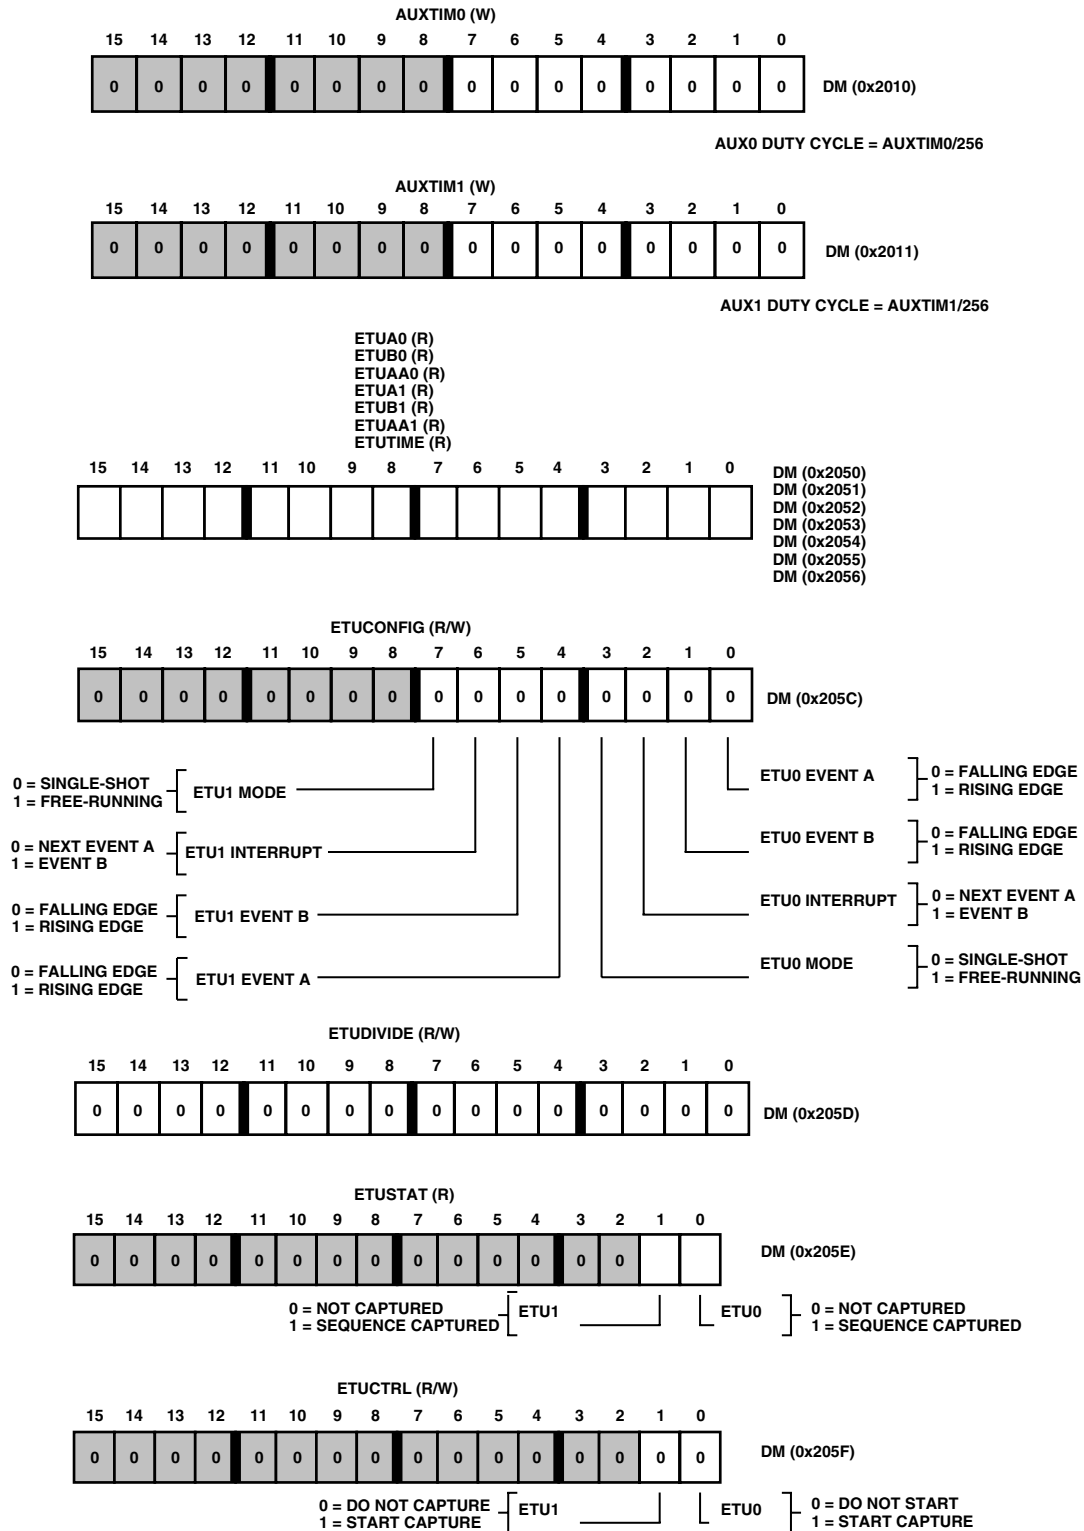 AUXTIM0 (W)
15 14 13 12 11 10 9 8 7 6 5 4 3 2 1 0
0 0 0 0 0 0 0 0 0 0 0 0 0 0 0 0 DM (0x2010)
AUX0 DUTY CYCLE = AUXTIM0/256
AUXTIM1 (W)
15 14 13 12 11 10 9 8 7 6 5 4 3 2 1 0
0 0 0 0 0 0 0 0 0 0 0 0 0 0 0 0 DM (0x2011)
AUX1 DUTY CYCLE = AUXTIM1/256
ETUA0 (R)
ETUB0 (R)
ETUAA0 (R)
ETUA1 (R)
ETUB1 (R)
ETUAA1 (R)
ETUTIME (R)
15 14 13 12 11 10 9 8 7 6 5 4 3 2 1 0
DM (0x2050)
DM (0x2051)
DM (0x2052)
DM (0x2053)
DM (0x2054)
DM (0x2055)
DM (0x2056)
ETUCONFIG (R/W)
15 14 13 12 11 10 9 8 7 6 5 4 3 2 1 0
0 0 0 0 0 0 0 0 0 0 0 0 0 0 0 0 DM (0x205C)
0 = SINGLE-SHOT
1 = FREE-RUNNING
ETU1 MODE
0 = NEXT EVENT A
1 = EVENT B
ETU1 INTERRUPT
0 = FALLING EDGE
1 = RISING EDGE
ETU1 EVENT B
0 = FALLING EDGE
1 = RISING EDGE
ETU1 EVENT A
ETU0 EVENT A
0 = FALLING EDGE
1 = RISING EDGE
ETU0 EVENT B
0 = FALLING EDGE
1 = RISING EDGE
ETU0 INTERRUPT
0 = NEXT EVENT A
1 = EVENT B
ETU0 MODE
0 = SINGLE-SHOT
1 = FREE-RUNNING
ETUDIVIDE (R/W)
15 14 13 12 11 10 9 8 7 6 5 4 3 2 1 0
0 0 0 0 0 0 0 0 0 0 0 0 0 0 0 0 DM (0x205D)
ETUSTAT (R)
15 14 13 12 11 10 9 8 7 6 5 4 3 2 1 0
0 0 0 0 0 0 0 0 0 0 0 0 0 0 DM (0x205E)
0 = NOT CAPTURED
1 = SEQUENCE CAPTURED
ETU1
ETU0
0 = NOT CAPTURED
1 = SEQUENCE CAPTURED
ETUCTRL (R/W)
15 14 13 12 11 10 9 8 7 6 5 4 3 2 1 0
0 0 0 0 0 0 0 0 0 0 0 0 0 0 0 0 DM (0x205F)
0 = DO NOT CAPTURE
1 = START CAPTURE
ETU1
ETU0
0 = DO NOT START
1 = START CAPTURE